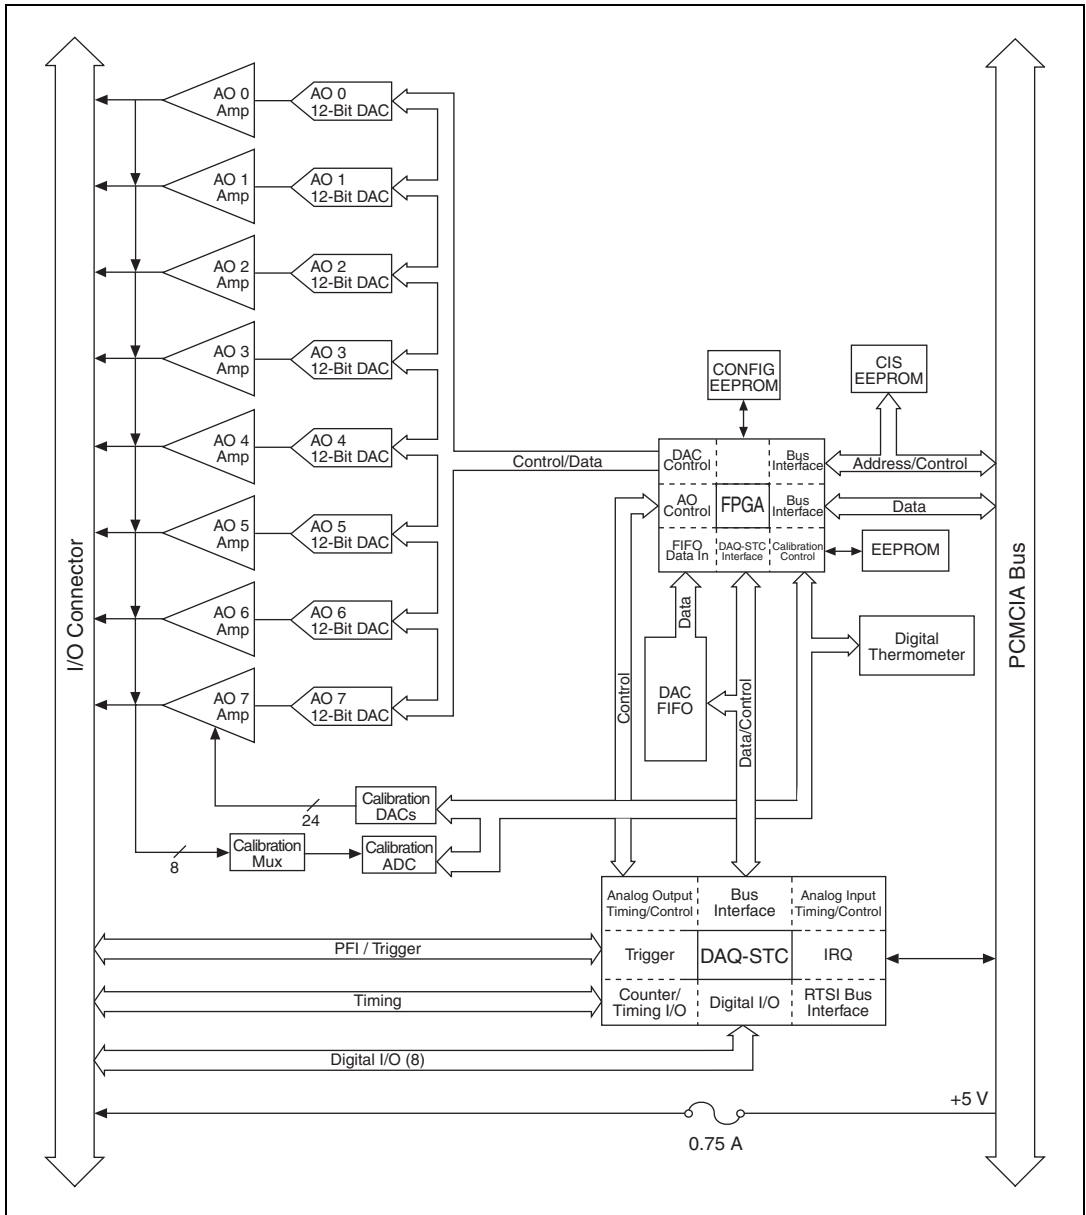 AO 0
Amp
AO 0
12-Bit DAC
AO 1
Amp
AO 1
12-Bit DAC
AO 2
Amp
AO 2
12-Bit DAC
AO 3
Amp
AO 3
12-Bit DAC
AO 4
Amp
AO 4
12-Bit DAC
AO 5
Amp
AO 5
12-Bit DAC
AO 6
Amp
AO 6
12-Bit DAC
AO 7
Amp
AO 7
12-Bit DAC
I/O Connector
PCMCIA Bus
CONFIG
EEPROM
CIS
EEPROM
Control/Data
DAC
Control
Bus
Interface
Address/Control
AO
Control
FPGA
Bus
Interface
Data
FIFO
Data In
DAQ-STC
Interface
Calibration
Control
EEPROM
Data
Digital
Thermometer
Control
DAC
FIFO
Data/Control
24
Calibration
DACs
8
Calibration
Mux
Calibration
ADC
Analog Output
Timing/Control
Bus
Interface
Analog Input
Timing/Control
PFI / Trigger
Trigger
DAQ-STC
IRQ
Timing
Counter/
Timing I/O
Digital I/O
RTSI Bus
Interface
Digital I/O (8)
+5 V
0.75 A